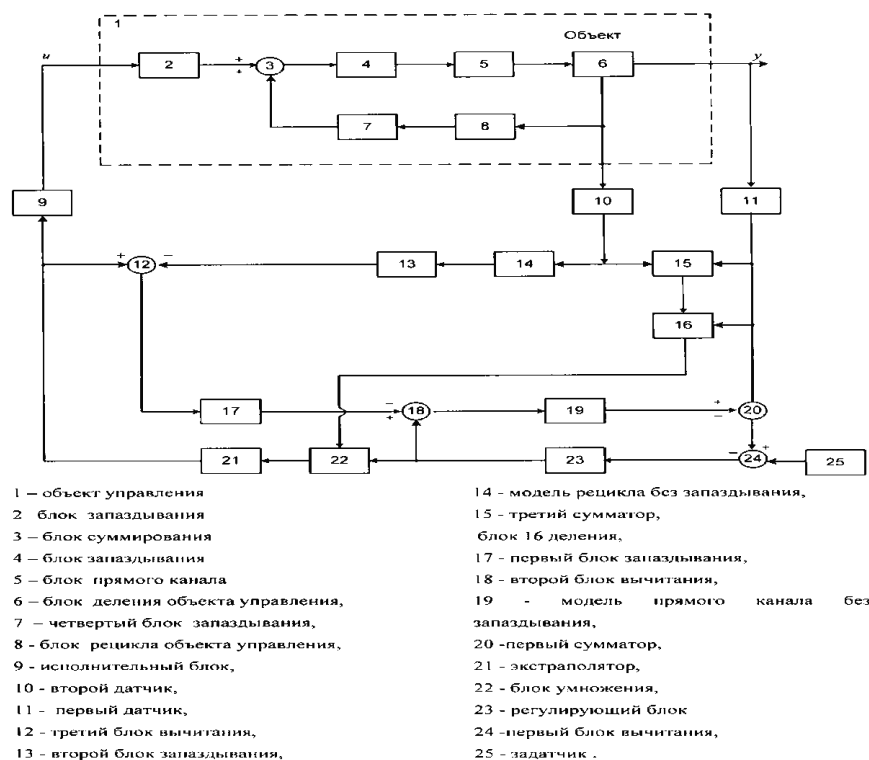 1
Объект
u
y
2
+
+
3
4
5
6
7
8
9
10
11
+
−
12
13
14
15
16
17
−
+
18
19
+
−
20
21
22
23
−
+
24
25
1 – объект управления
2 блок запаздывания
3 – блок суммирования
4 – блок запаздывания
5 – блок прямого канала
6 – блок деления объекта управления,
7 – четвертый блок запаздывания,
8 - блок рецикла объекта управления,
9 - исполнительный блок,
10 - второй датчик,
11 - первый датчик,
12 - третий блок вычитания,
13 - второй блок запаздывания,
14 - модель рецикла без запаздывания,
15 - третий сумматор,
блок 16 деления,
17 - первый блок запаздывания,
18 - второй блок вычитания,
19 - модель прямого канала без
запаздывания,
20 -первый сумматор,
21 - экстраполятор,
22 - блок умножения,
23 - регулирующий блок
24 -первый блок вычитания,
25 - задатчик .